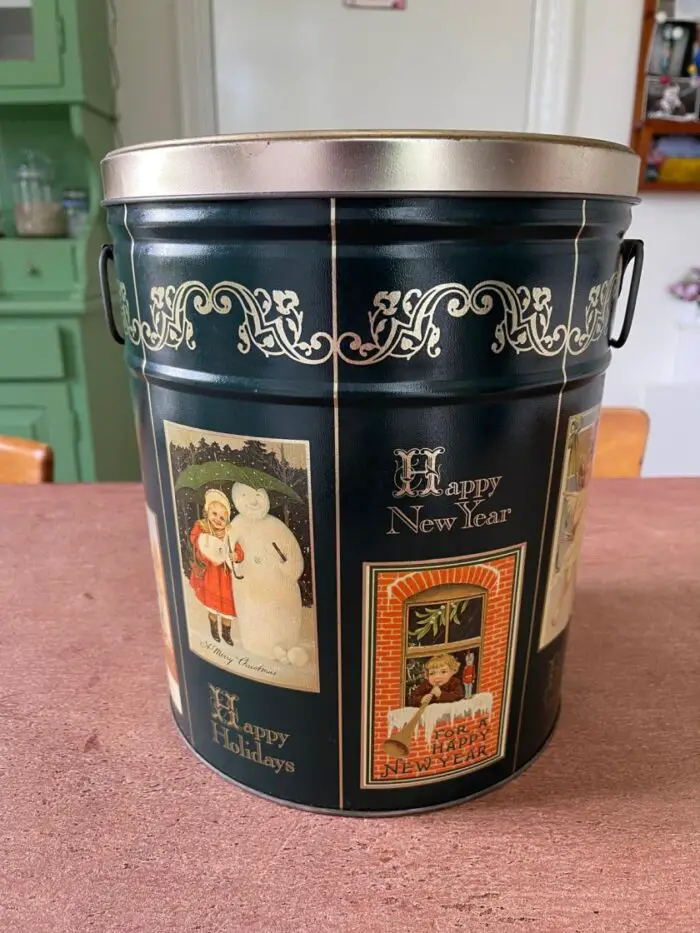 A Merry Christmas
Happy
Holidays
Happy
New Year
FOR A
HAPPY
NEW YEAR